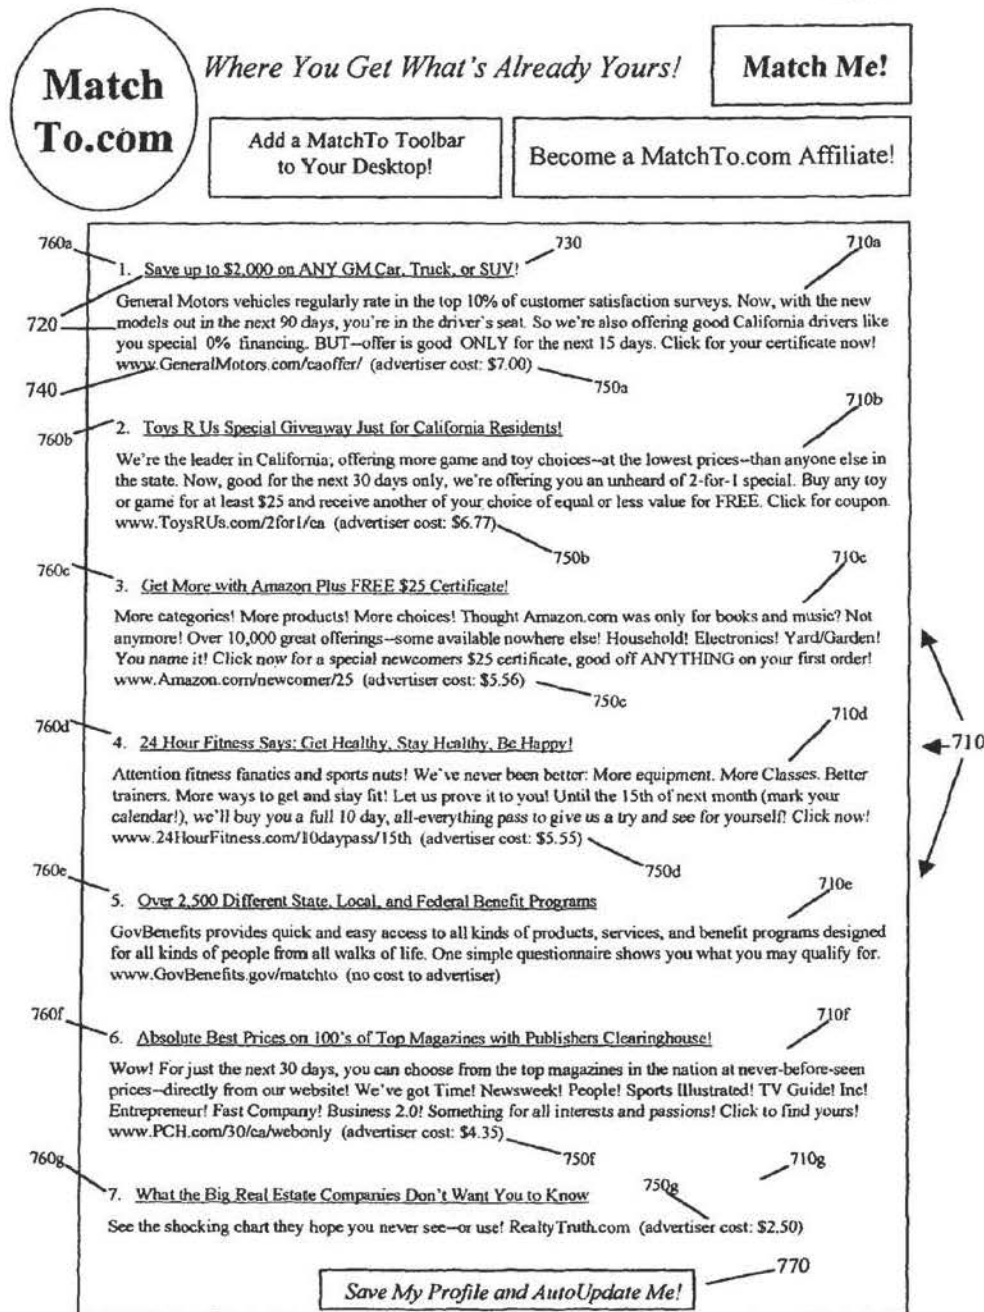 Match
To.com
Where You Get What's Already Yours!
Match Me!
Add a MatchTo Toolbar
to Your Desktop!
Become a MatchTo.com Affiliate!
760a
730
710a
1. Save up to $2,000 on ANY GM Car, Truck, or SUV!
General Motors vehicles regularly rate in the top 10% of customer satisfaction surveys. Now, with the new
720
models out in the next 90 days, you're in the driver's seat. So we're also offering good California drivers like
you special 0% financing. BUT--offer is good ONLY for the next 15 days. Click for your certificate now!
www.GeneralMotors.com/caoffer/ (advertiser cost: $7.00)
740
750a
710b
760b
2. Toys R Us Special Giveaway Just for California Residents!
We're the leader in California, offering more game and toy choices--at the lowest prices--than anyone else in
the state. Now, good for the next 30 days only, we're offering you an unheard of 2-for-1 special. Buy any toy
or game for at least $25 and receive another of your choice of equal or less value for FREE. Click for coupon.
www.ToysRUs.com/2for1/ca (advertiser cost: $6.77)
750b
710c
760c
3. Get More with Amazon Plus FREE $25 Certificate!
More categories! More products! More choices! Thought Amazon.com was only for books and music? Not
anymore! Over 10,000 great offerings--some available nowhere else! Household! Electronics! Yard/Garden!
You name it! Click now for a special newcomers $25 certificate, good off ANYTHING on your first order!
www.Amazon.com/newcomer/25 (advertiser cost: $5.56)
750c
710d
760d
710
4. 24 Hour Fitness Says: Get Healthy, Stay Healthy, Be Happy!
Attention fitness fanatics and sports nuts! We've never been better: More equipment. More Classes. Better
trainers. More ways to get and stay fit! Let us prove it to you! Until the 15th of next month (mark your
calendar!), we'll buy you a full 10 day, all-everything pass to give us a try and see for yourself! Click now!
www.24HourFitness.com/10daypass/15th (advertiser cost: $5.55)
750d
760e
710e
5. Over 2,500 Different State, Local, and Federal Benefit Programs
GovBenefits provides quick and easy access to all kinds of products, services, and benefit programs designed
for all kinds of people from all walks of life. One simple questionnaire shows you what you may qualify for.
www.GovBenefits.gov/matchto (no cost to advertiser)
760f
710f
6. Absolute Best Prices on 100's of Top Magazines with Publishers Clearinghouse!
Wow! For just the next 30 days, you can choose from the top magazines in the nation at never-before-seen
prices--directly from our website! We've got Time! Newsweek! People! Sports Illustrated! TV Guide! Inc!
Entrepreneur! Fast Company! Business 2.0! Something for all interests and passions! Click to find yours!
www.PCH.com/30/ca/webonly (advertiser cost: $4.35)
750f
710g
760g
750g
7. What the Big Real Estate Companies Don't Want You to Know
See the shocking chart they hope you never see--or use! RealtyTruth.com (advertiser cost: $2.50)
770
Save My Profile and AutoUpdate Me!